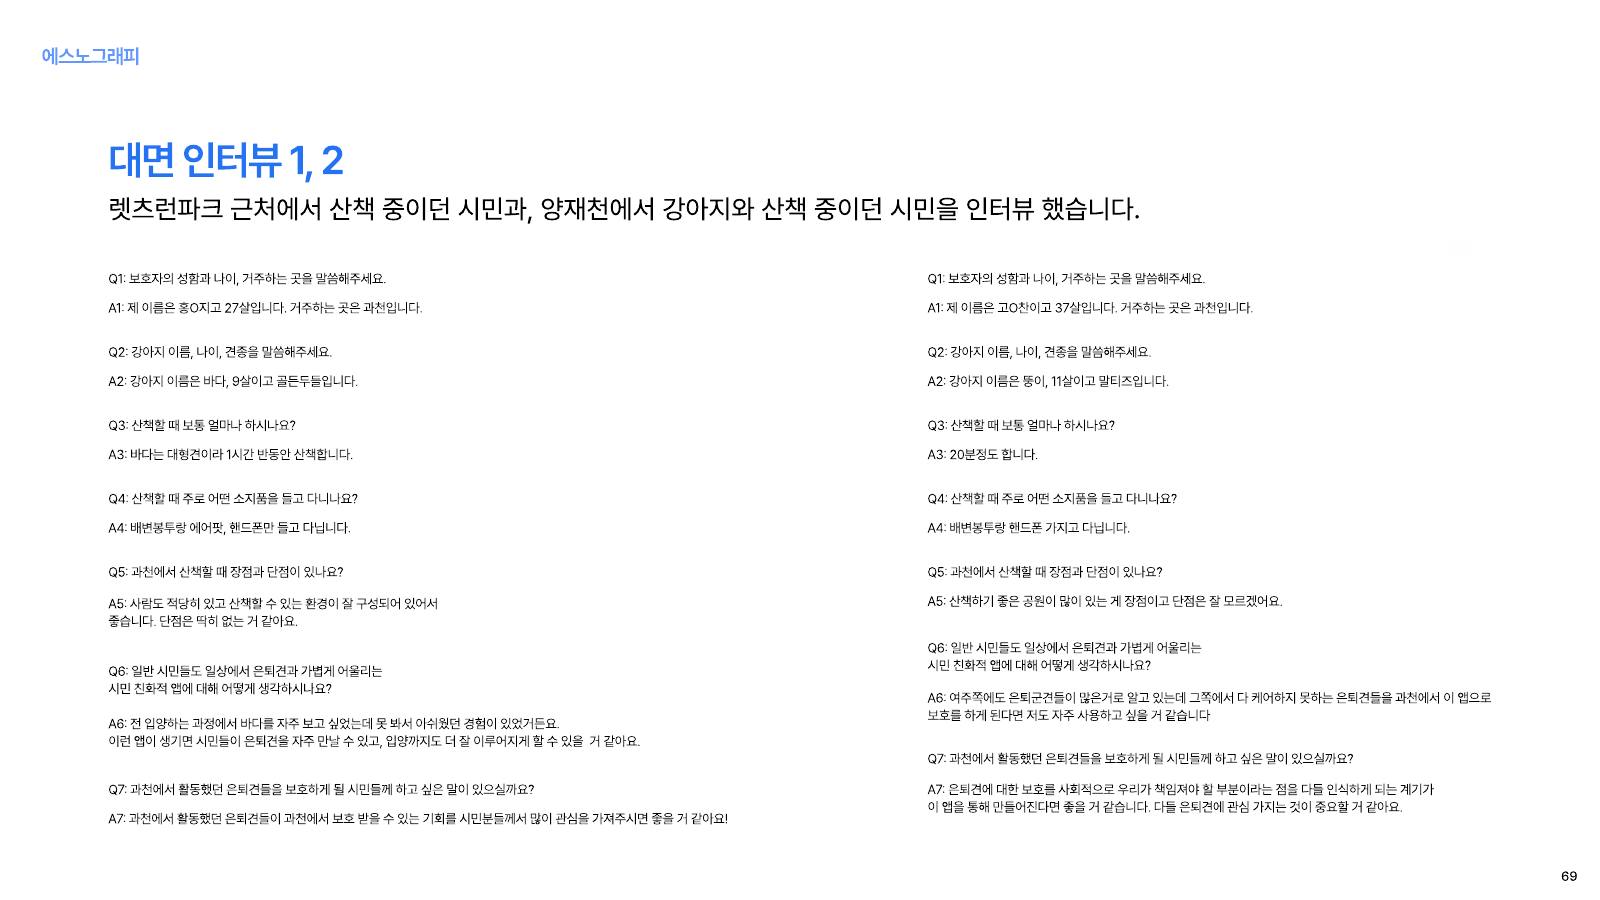 에스노그래피
대면 인터뷰 1, 2
렛츠런파크 근처에서 산책 중이던 시민과, 양재천에서 강아지와 산책 중이던 시민을 인터뷰 했습니다.
Q1: 보호자의 성함과 나이, 거주하는 곳을 말씀해주세요.
A1: 제 이름은 홍O지고 27살입니다. 거주하는 곳은 과천입니다.
Q2: 강아지 이름, 나이, 견종을 말씀해주세요.
A2: 강아지 이름은 바다, 9살이고 골든두들입니다.
Q3: 산책할 때 보통 얼마나 하시나요?
A3: 바다는 대형견이라 1시간 반동안 산책합니다.
Q4: 산책할 때 주로 어떤 소지품을 들고 다니나요?
A4: 배변봉투랑 에어팟, 핸드폰만 들고 다닙니다.
Q5: 과천에서 산책할 때 장점과 단점이 있나요?
A5: 사람도 적당히 있고 산책할 수 있는 환경이 잘 구성되어 있어서
좋습니다. 단점은 딱히 없는 거 같아요.
Q6: 일반 시민들도 일상에서 은퇴견과 가볍게 어울리는
시민 친화적 앱에 대해 어떻게 생각하시나요?
A6: 전 입양하는 과정에서 바다를 자주 보고 싶었는데 못 봐서 아쉬웠던 경험이 있었거든요.
이런 앱이 생기면 시민들이 은퇴견을 자주 만날 수 있고, 입양까지도 더 잘 이루어지게 할 수 있을 거 같아요.
Q7: 과천에서 활동했던 은퇴견들을 보호하게 될 시민들께 하고 싶은 말이 있으실까요?
A7: 과천에서 활동했던 은퇴견들이 과천에서 보호 받을 수 있는 기회를 시민분들께서 많이 관심을 가져주시면 좋을 거 같아요!
Q1: 보호자의 성함과 나이, 거주하는 곳을 말씀해주세요.
A1: 제 이름은 고O찬이고 37살입니다. 거주하는 곳은 과천입니다.
Q2: 강아지 이름, 나이, 견종을 말씀해주세요.
A2: 강아지 이름은 뚱이, 11살이고 말티즈입니다.
Q3: 산책할 때 보통 얼마나 하시나요?
A3: 20분정도 합니다.
Q4: 산책할 때 주로 어떤 소지품을 들고 다니나요?
A4: 배변봉투랑 핸드폰 가지고 다닙니다.
Q5: 과천에서 산책할 때 장점과 단점이 있나요?
A5: 산책하기 좋은 공원이 많이 있는 게 장점이고 단점은 잘 모르겠어요.
Q6: 일반 시민들도 일상에서 은퇴견과 가볍게 어울리는
시민 친화적 앱에 대해 어떻게 생각하시나요?
A6: 여주쪽에도 은퇴군견들이 많은거로 알고 있는데 그쪽에서 다 케어하지 못하는 은퇴견들을 과천에서 이 앱으로
보호를 하게 된다면 저도 자주 사용하고 싶을 거 같습니다
Q7: 과천에서 활동했던 은퇴견들을 보호하게 될 시민들께 하고 싶은 말이 있으실까요?
A7: 은퇴견에 대한 보호를 사회적으로 우리가 책임져야 할 부분이라는 점을 다들 인식하게 되는 계기가
이 앱을 통해 만들어진다면 좋을 거 같습니다. 다들 은퇴견에 관심 가지는 것이 중요할 거 같아요.
69